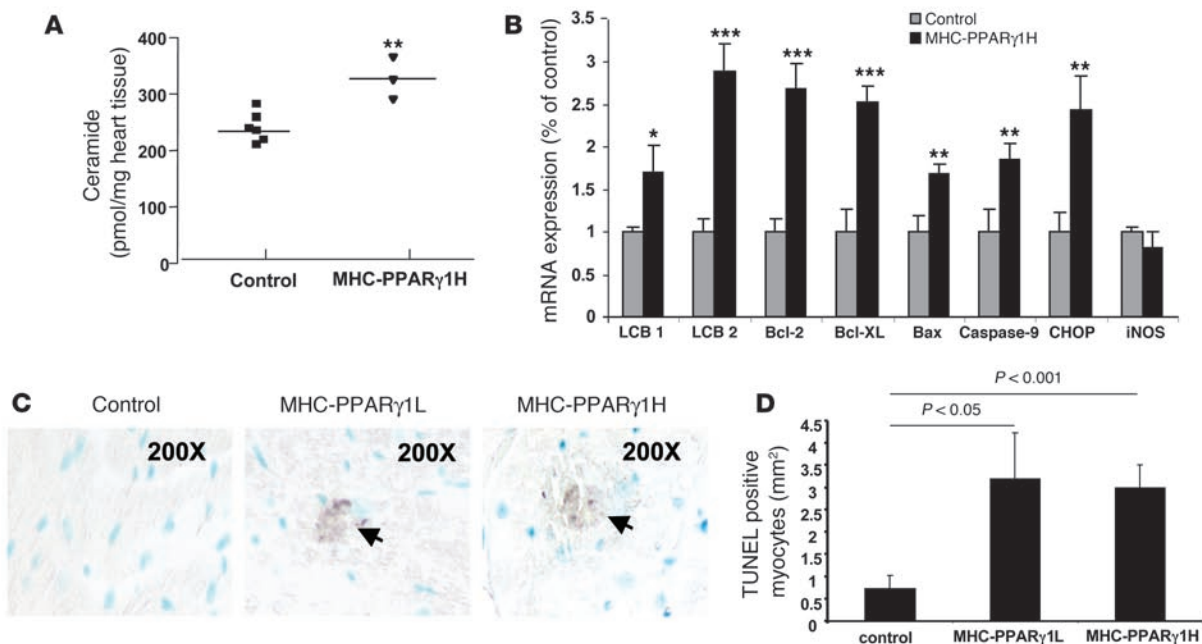 A
Ceramide
(pmol/mg heart tissue)
400
300
200
100
0
**
Control
MHC-PPARγ1H
B
mRNA expression (% of control)
3.5
3
2.5
2
1.5
1
0.5
0
Control
MHC-PPARγ1H
*
***
***
***
**
**
**
LCB 1
LCB 2
Bcl-2
Bcl-XL
Bax
Caspase-9
CHOP
iNOS
C
Control
MHC-PPARγ1L
MHC-PPARγ1H
200X
200X
200X
D
P < 0.001
P < 0.05
TUNEL positive
myocytes (mm²)
4.5
3.5
3
2.5
1
0.5
0
control
MHC-PPARγ1L
MHC-PPARγ1H